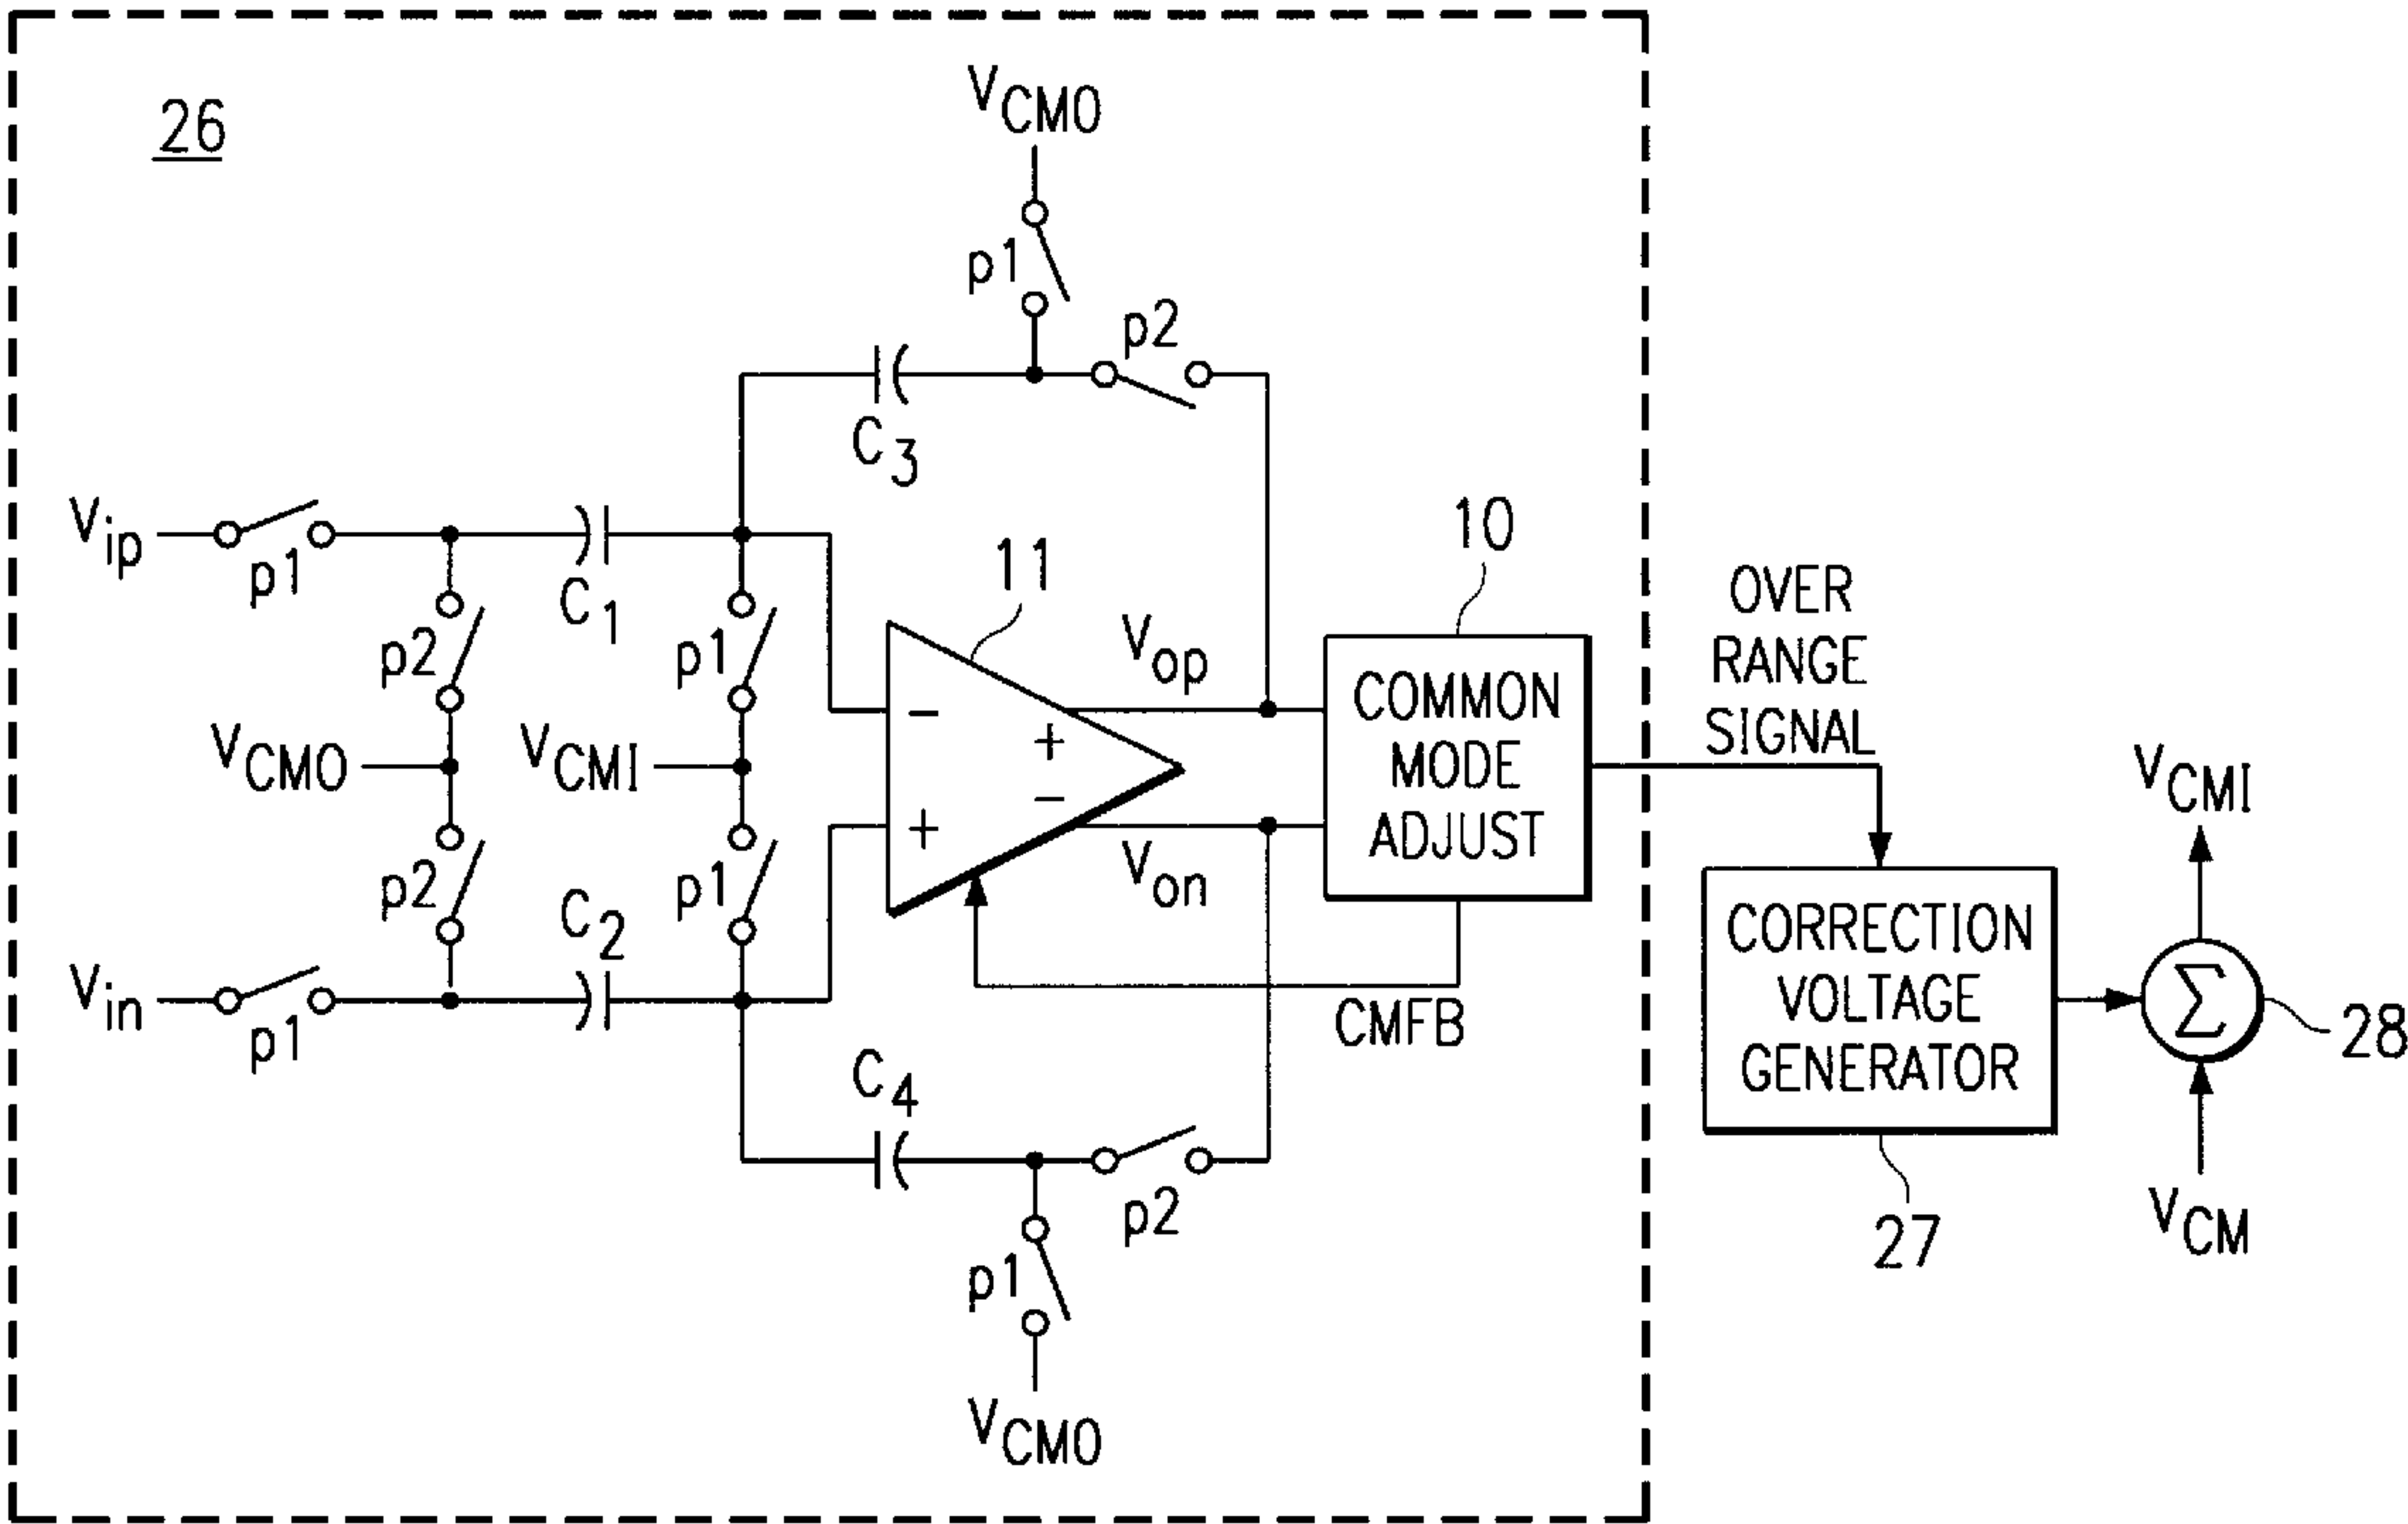 26
VCMO
p1
p2
C3
Vip
p1
C1
p2
p1
11
Vop
10
COMMON
MODE
ADJUST
OVER
RANGE
SIGNAL
VCMO
VCMI
-
+
+
-
VCMI
p2
p1
C2
Von
CORRECTION
VOLTAGE
GENERATOR
Σ
28
Vin
p1
CMFB
C4
p2
27
VCM
p1
VCMO